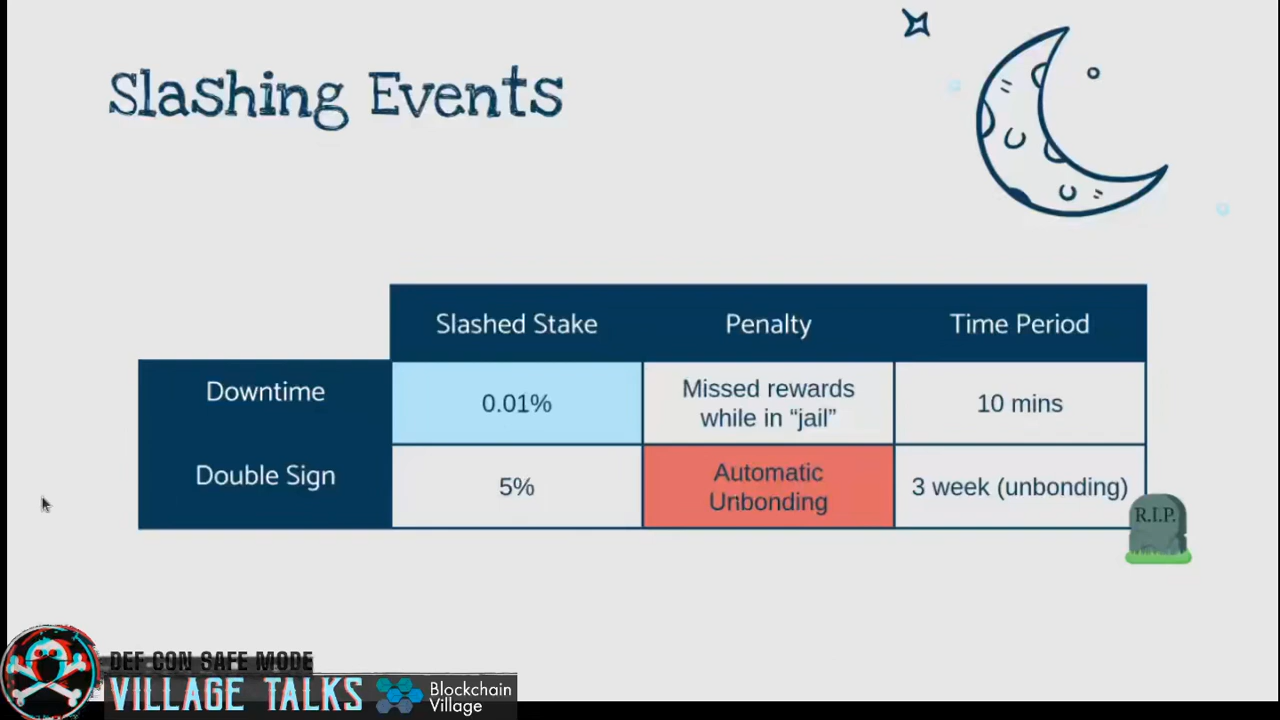 Slashing Events
Slashed Stake Penalty Time Period
Downtime 0.01% Missed rewards while in “jail” 10 mins
Double Sign 5% Automatic Unbonding 3 week (unbonding)
R.I.P.
DEF CON SAFE MODE
VILLAGE TALKS
Blockchain
Village